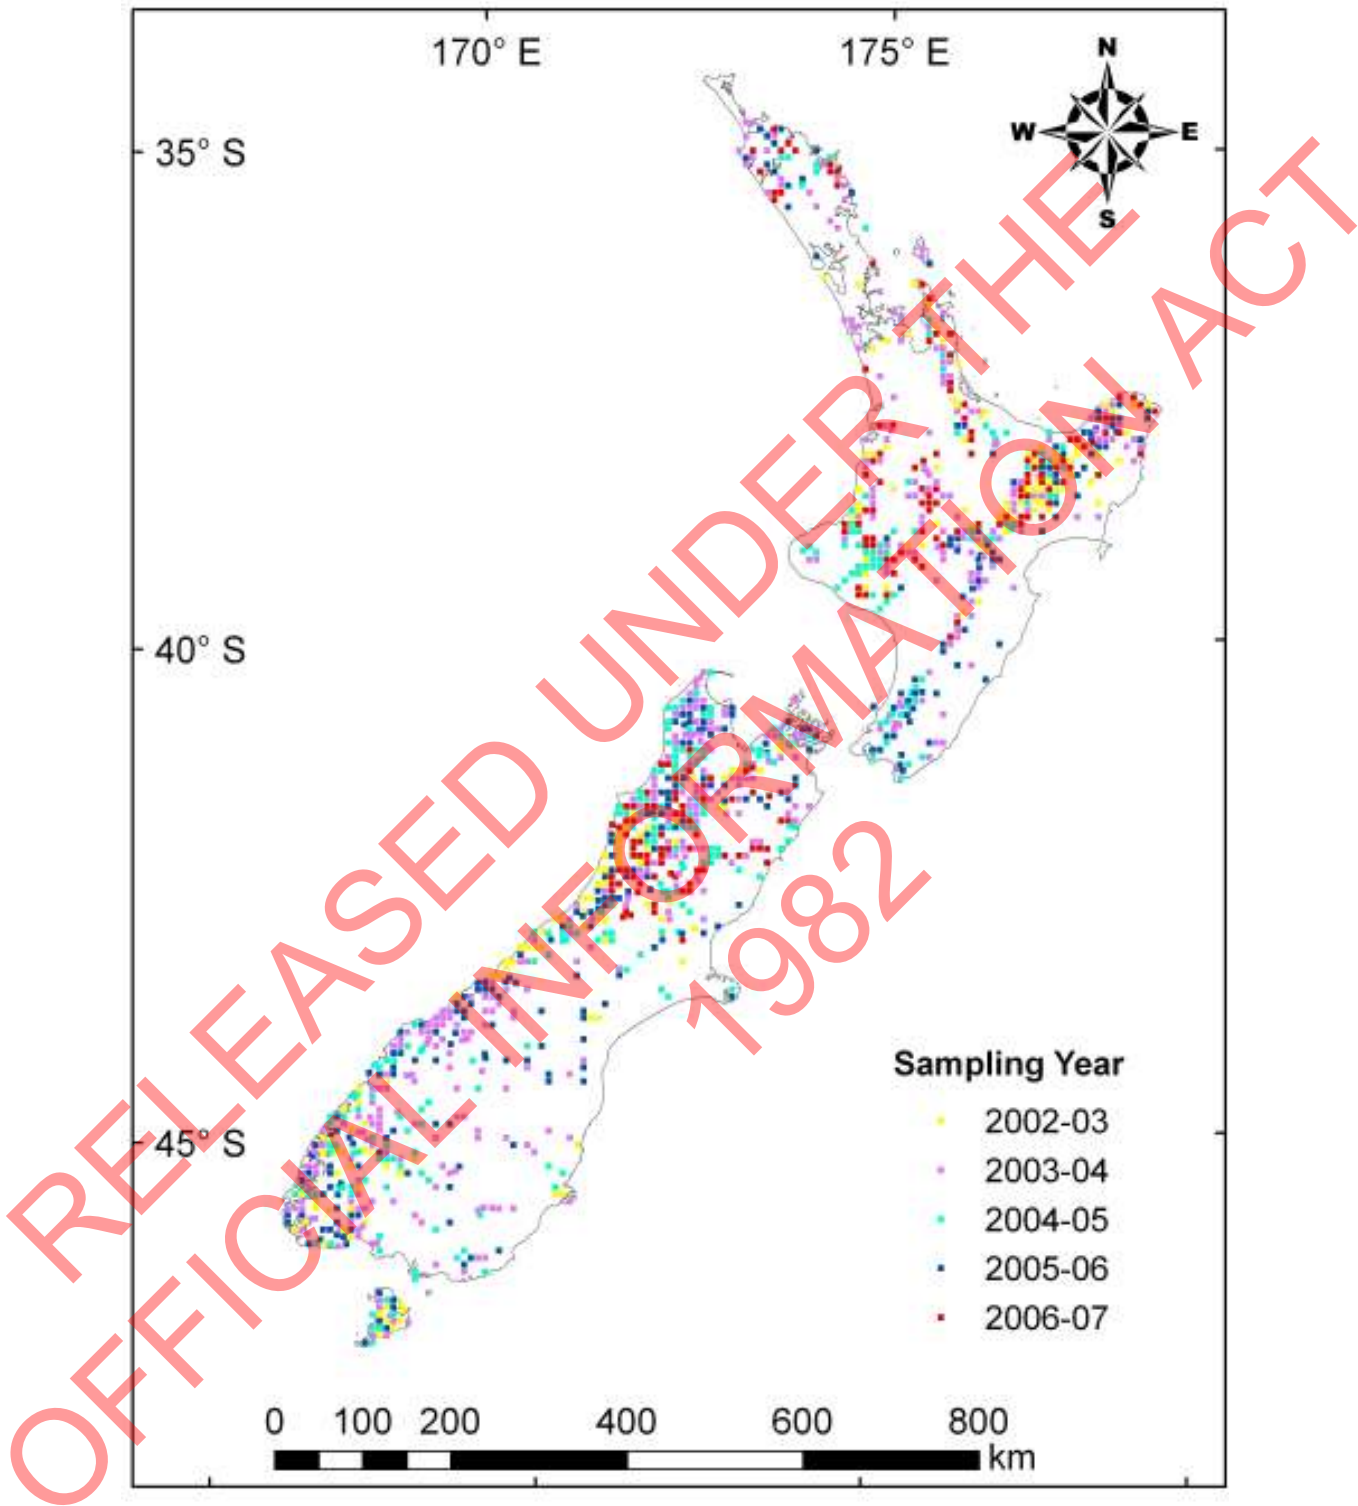 170° E
175° E
N
W
E
S
35° S
40° S
45° S
RELEASED UNDER THE
OFFICIAL INFORMATION ACT
1982
Sampling Year
2002-03
2003-04
2004-05
2005-06
2006-07
0 100 200 400 600 800
km